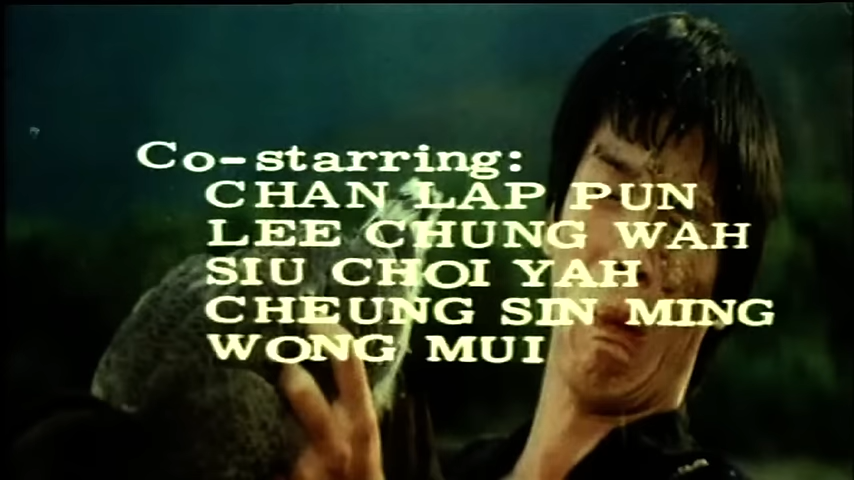 Co-starring:
CHAN LAP PUN
LEE CHUNG WAH
SIU CHOI YAH
CHEUNG SIN MING
WONG MUI